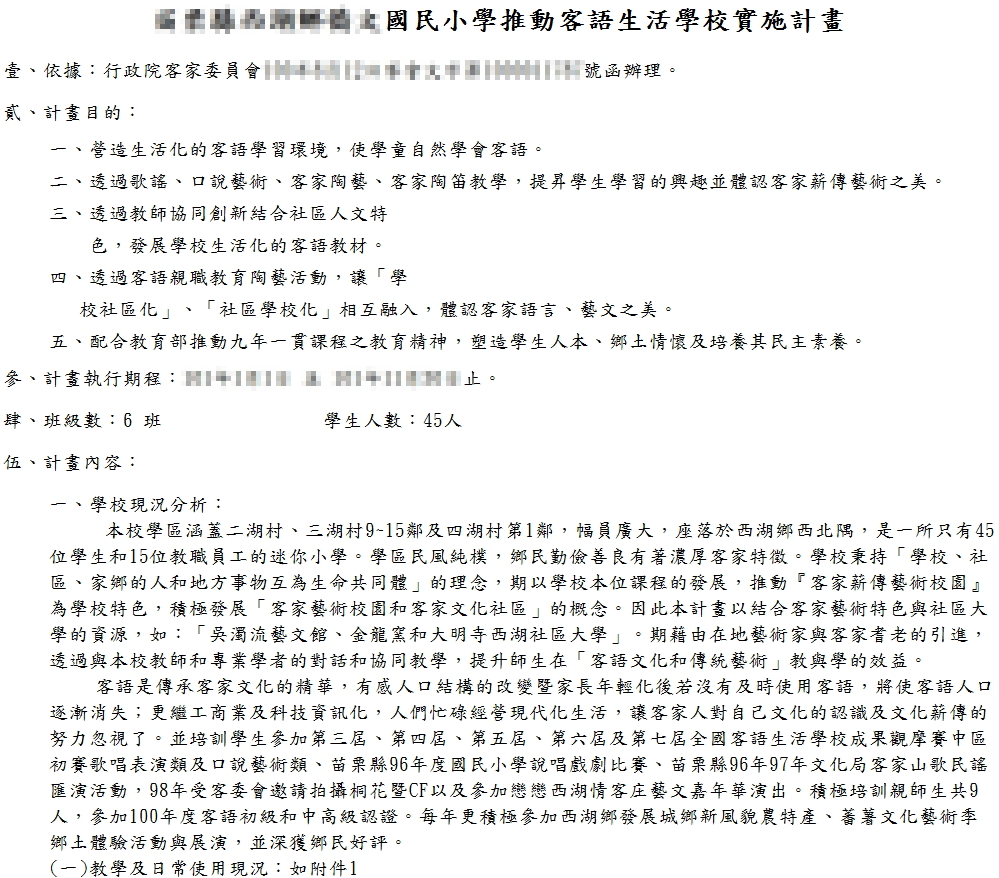 國民小學推動客語生活學校實施計畫
壹、依據：行政院客家委員會號函辦理。
貳、計畫目的：
一、營造生活化的客語學習環境，使學童自然學會客語。
二、透過歌謠、口說藝術、客家陶藝、客家陶笛教學，提昇學生學習的興趣並體認客家薪傳藝術之美。
三、透過教師協同創新結合社區人文特
色，發展學校生活化的客語教材。
四、透過客語親職教育陶藝活動，讓「學
校社區化」、「社區學校化」相互融入，體認客家語言、藝文之美。
五、配合教育部推動九年一貫課程之教育精神，塑造學生人本、鄉土情懷及培養其民主素養。
參、計畫執行期程：止。
肆、班級數：6 班 學生人數：45人
伍、計畫內容：
一、學校現況分析：
本校學區涵蓋二湖村、三湖村9~15鄰及四湖村第1鄰，幅員廣大，座落於西湖鄉西北隅，是一所只有45
位學生和15位教職員工的迷你小學。學區民風純樸，鄉民勤儉善良有著濃厚客家特徵。學校秉持「學校、社
區、家鄉的人和地方事物互為生命共同體」的理念，期以學校本位課程的發展，推動『客家薪傳藝術校園』
為學校特色，積極發展「客家藝術校園和客家文化社區」的概念。因此本計畫以結合客家藝術特色與社區大
學的資源，如：「吳濁流藝文館、金龍窯和大明寺西湖社區大學」。期藉由在地藝術家與客家耆老的引進，
透過與本校教師和專業學者的對話和協同教學，提升師生在「客語文化和傳統藝術」教與學的效益。
客語是傳承客家文化的精華，有感人口結構的改變暨家長年輕化後若沒有及時使用客語，將使客語人口
逐漸消失；更繼工商業及科技資訊化，人們忙碌經營現代化生活，讓客家人對自己文化的認識及文化薪傳的
努力忽視了。並培訓學生參加第三屆、第四屆、第五屆、第六屆及第七屆全國客語生活學校成果觀摩賽中區
初賽歌唱表演類及口說藝術類、苗栗縣96年度國民小學說唱戲劇比賽、苗栗縣96年97年文化局客家山歌民謠
匯演活動，98年受客委會邀請拍攝桐花暨CF以及參加戀戀西湖情客庄藝文嘉年華演出。積極培訓親師生共9
人，參加100年度客語初級和中高級認證。每年更積極參加西湖鄉發展城鄉新風貌農特產、蕃薯文化藝術季
鄉土體驗活動與展演，並深獲鄉民好評。
(一)教學及日常使用現況：如附件1